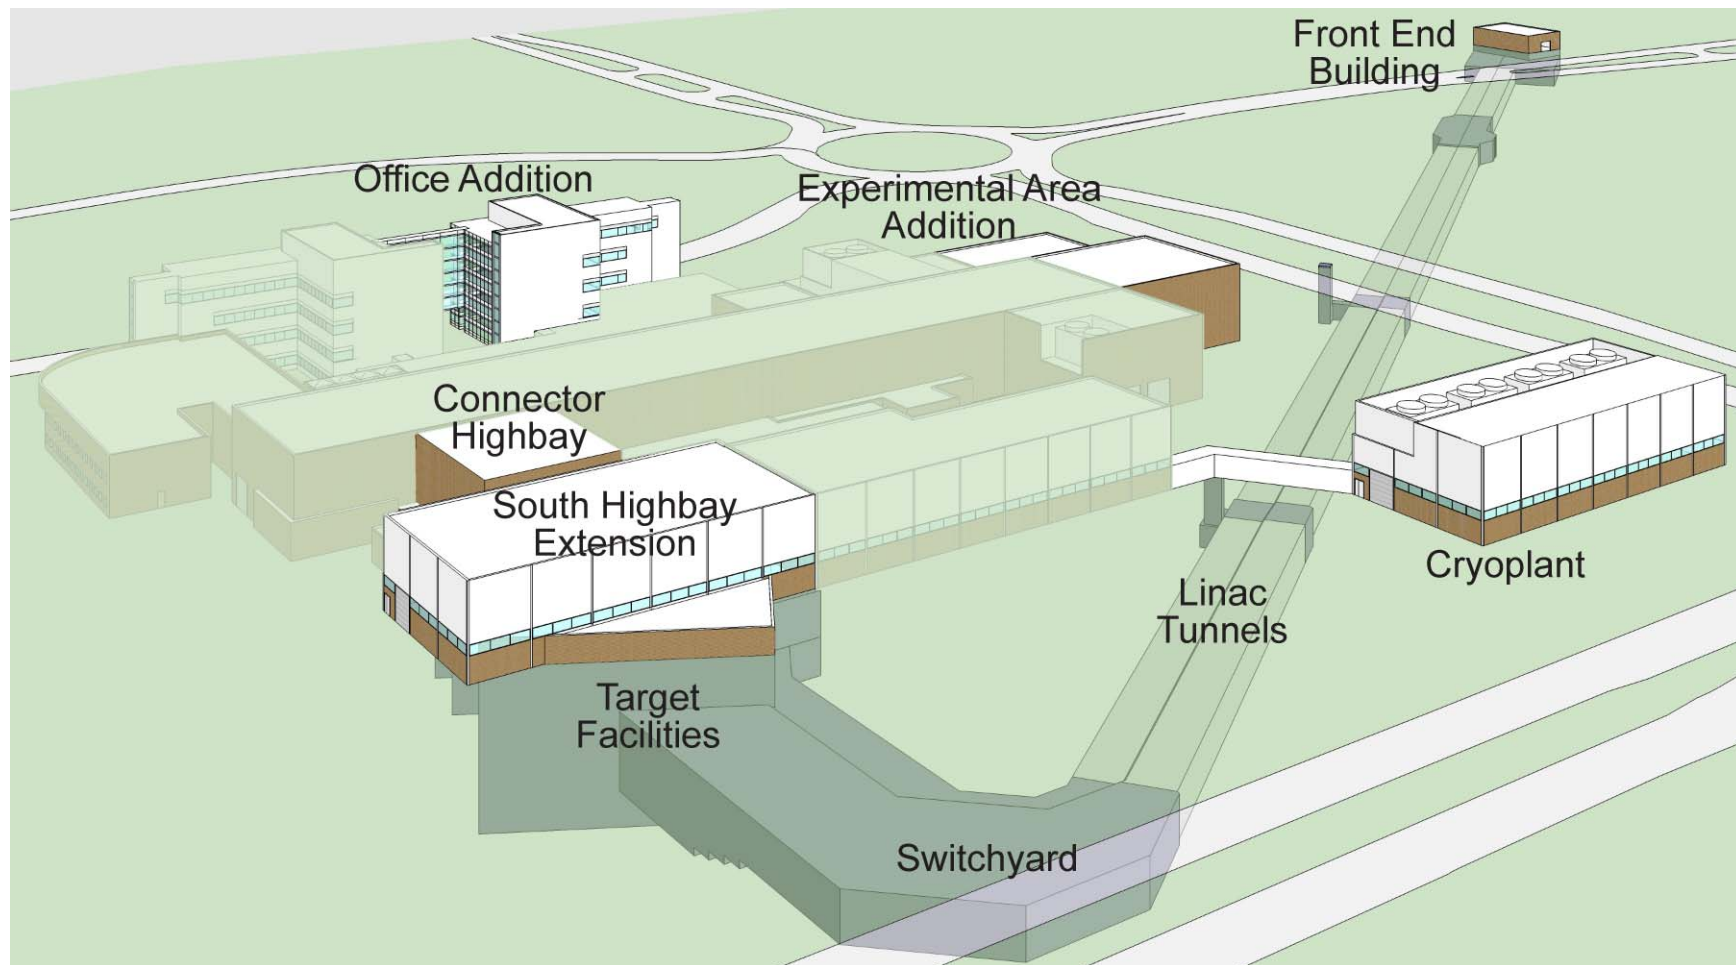 Front End
Building
Office Addition
Experimental Area
Addition
Connector
Highbay
South Highbay
Extension
Cryoplant
Linac
Tunnels
Target
Facilities
Switchyard